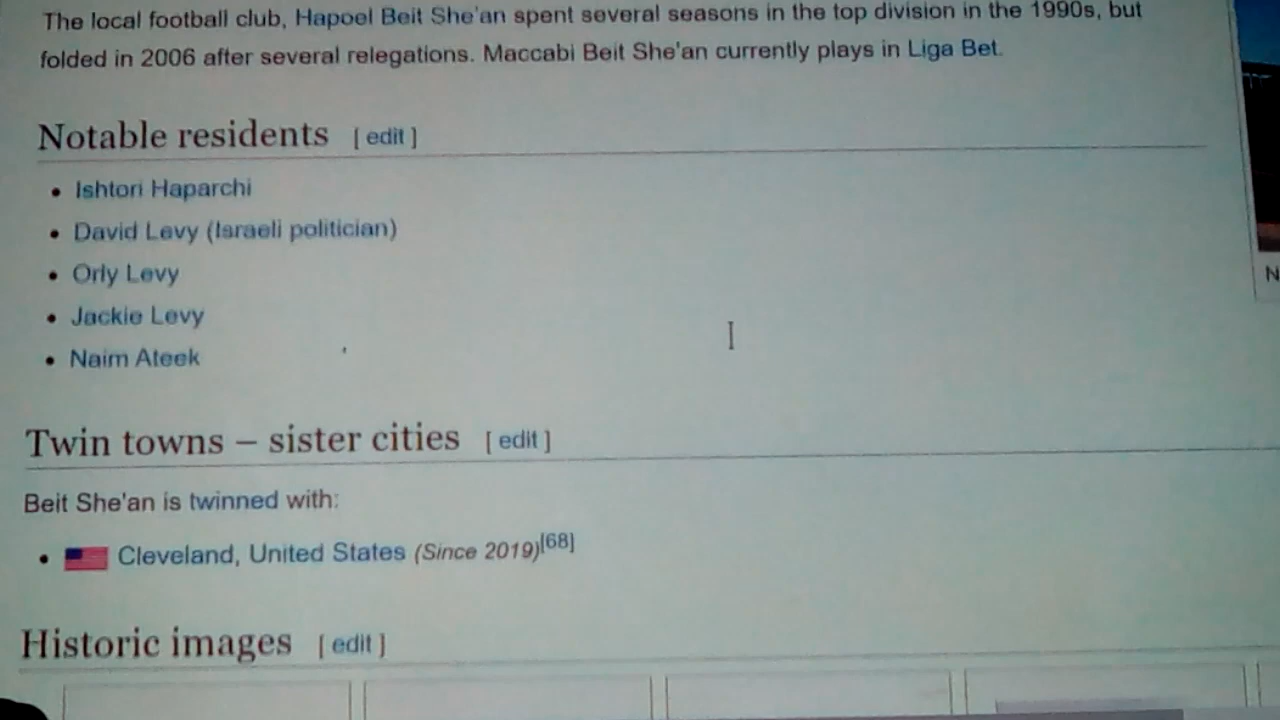 The local football club, Hapoel Beit She'an spent several seasons in the top division in the 1990s, but
folded in 2006 after several relegations. Maccabi Beit She'an currently plays in Liga Bet.
Notable residents [ edit ]
• Ishtori Haparchi
• David Levy (Israeli politician)
• Orly Levy
• Jackie Levy
• Naim Ateek
N
Twin towns – sister cities [ edit ]
Beit She'an is twinned with:
• Cleveland, United States (Since 2019)[68]
Historic images [ edit ]